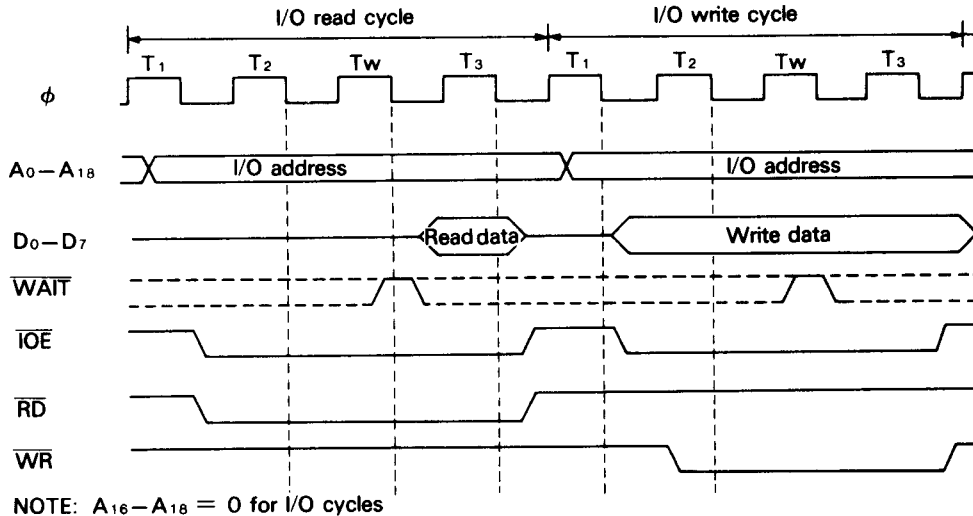 I/O read cycle I/O write cycle
T1 T2 TW T3 T1 T2 TW T3
ϕ
A0–A18 I/O address I/O address
D0–D7 Read data Write data
WAIT
IOE
RD
WR
NOTE: A16–A18 = 0 for I/O cycles